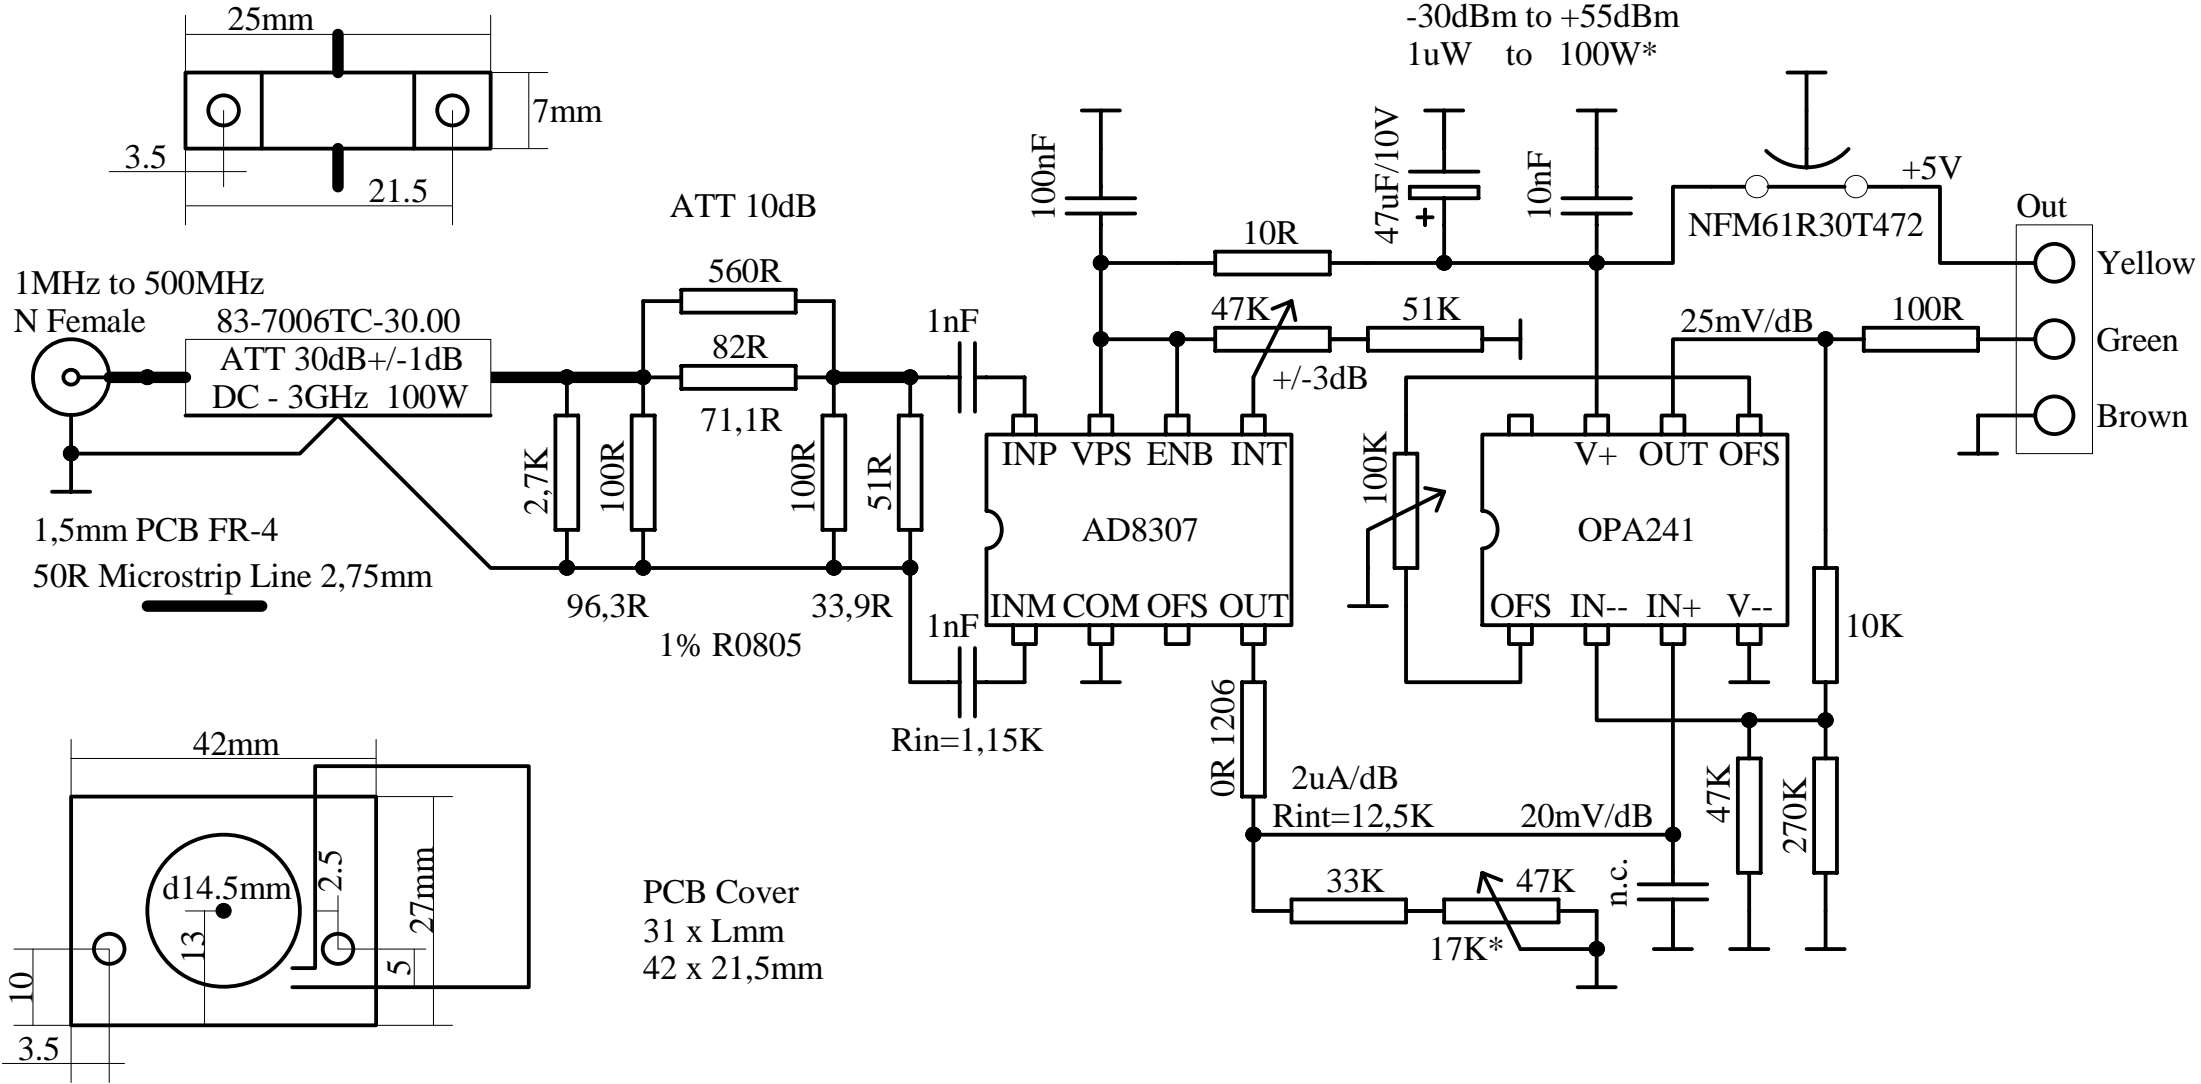 25mm
7mm
3.5
21.5
-30dBm to +55dBm
1uW to 100W*
ATT 10dB
100nF
47uF/10V
+
10nF
+5V
NFM61R30T472
Out
Yellow
Green
Brown
1MHz to 500MHz
N Female
83-7006TC-30.00
ATT 30dB+/-1dB
DC - 3GHz 100W
560R
82R
71,1R
1nF
10R
47K
51K
+/-3dB
25mV/dB
100R
2,7K
100R
100R
51R
INP VPS ENB INT
AD8307
INM COM OFS OUT
100K
V+ OUT OFS
OPA241
OFS IN-- IN+ V--
10K
1,5mm PCB FR-4
50R Microstrip Line 2,75mm
96,3R
33,9R
1% R0805
1nF
Rin=1,15K
0R 1206
2uA/dB
Rint=12,5K
20mV/dB
47K
270K
33K
47K
17K*
n.c.
42mm
d14.5mm
2.5
27mm
13
5
10
3.5
PCB Cover
31 x Lmm
42 x 21,5mm